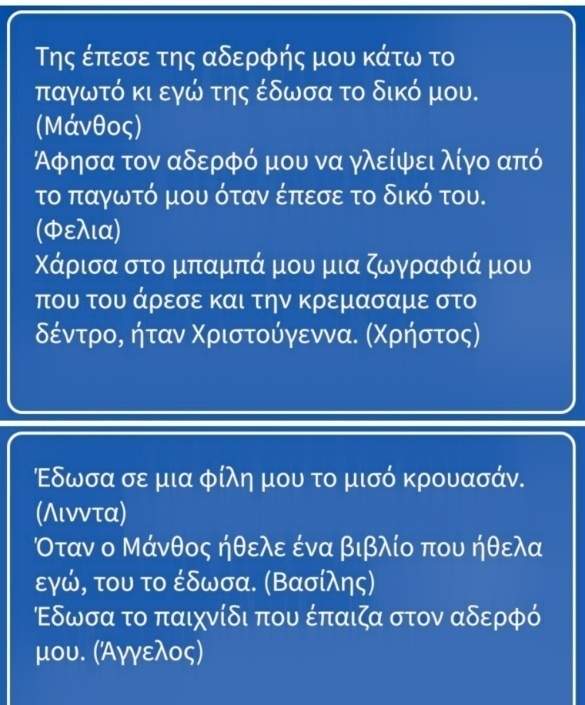 Της έπεσε της αδερφής μου κάτω το
παγωτό κι εγώ της έδωσα το δικό μου.
(Μάνθος)
Άφησα τον αδερφό μου να γλείψει λίγο από
το παγωτό μου όταν έπεσε το δικό του.
(Φελια)
Χάρισα στο μπαμπά μου μια ζωγραφιά μου
που του άρεσε και την κρεμασαμε στο
δέντρο, ήταν Χριστούγεννα. (Χρήστος)
Έδωσα σε μια φίλη μου το μισό κρουασάν.
(Λινντα)
Όταν ο Μάνθος ήθελε ένα βιβλίο που ήθελα
εγώ, του το έδωσα. (Βασίλης)
Έδωσα το παιχνίδι που έπαιζα στον αδερφό
μου. (Άγγελος)